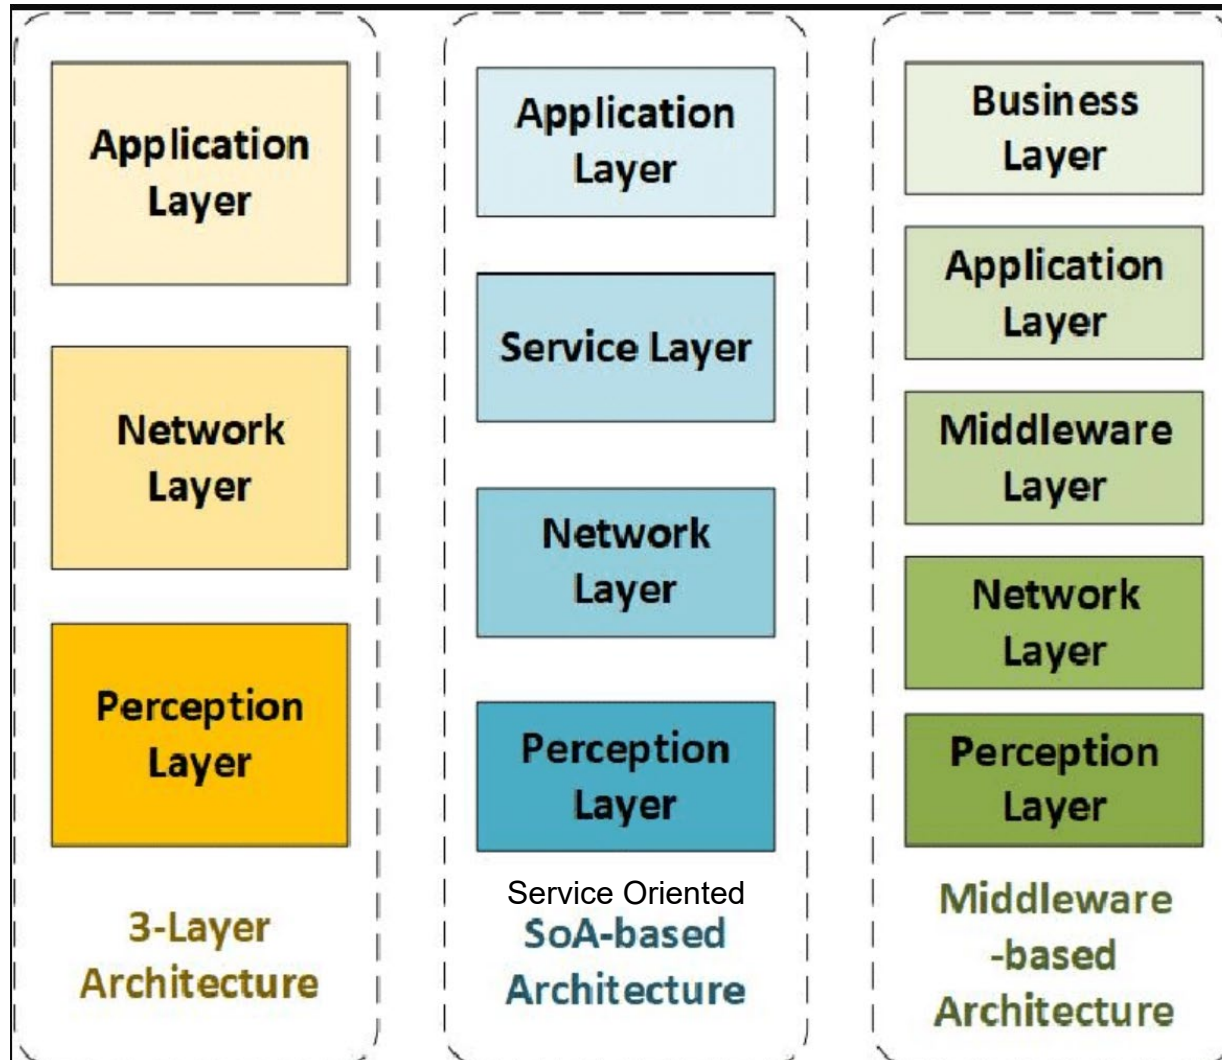 Application
Layer
Network
Layer
Perception
Layer
3-Layer
Architecture
Application
Layer
Service Layer
Network
Layer
Perception
Layer
Service Oriented
SoA-based
Architecture
Business
Layer
Application
Layer
Middleware
Layer
Network
Layer
Perception
Layer
Middleware
-based
Architecture